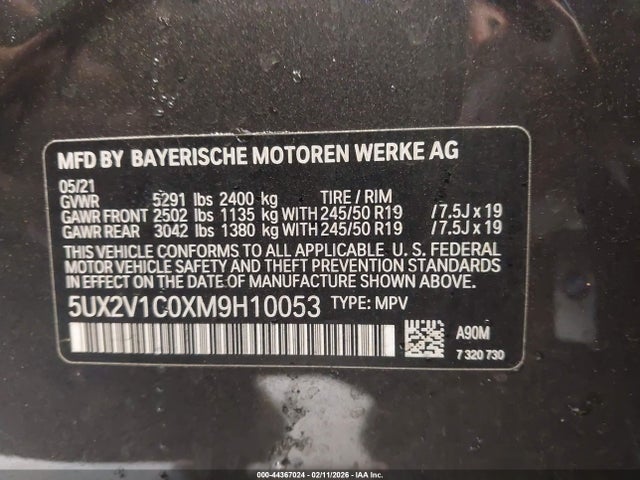 MFD BY BAYERISCHE MOTOREN WERKE AG
05/21
GVWR 5291 lbs 2400 kg TIRE / RIM
GAWR FRONT 2502 lbs 1135 kg WITH 245/50 R19 / 7.5J x 19
GAWR REAR 3042 lbs 1380 kg WITH 245/50 R19 / 7.5J x 19
THIS VEHICLE CONFORMS TO ALL APPLICABLE U. S. FEDERAL
MOTOR VEHICLE SAFETY AND THEFT PREVENTION STANDARDS
IN EFFECT ON THE DATE OF MANUFACTURE SHOWN ABOVE.
5UX2V1C0XM9H10053 TYPE: MPV
A90M
7 320 730
000-44367024 - 02/11/2026 - IAA Inc.